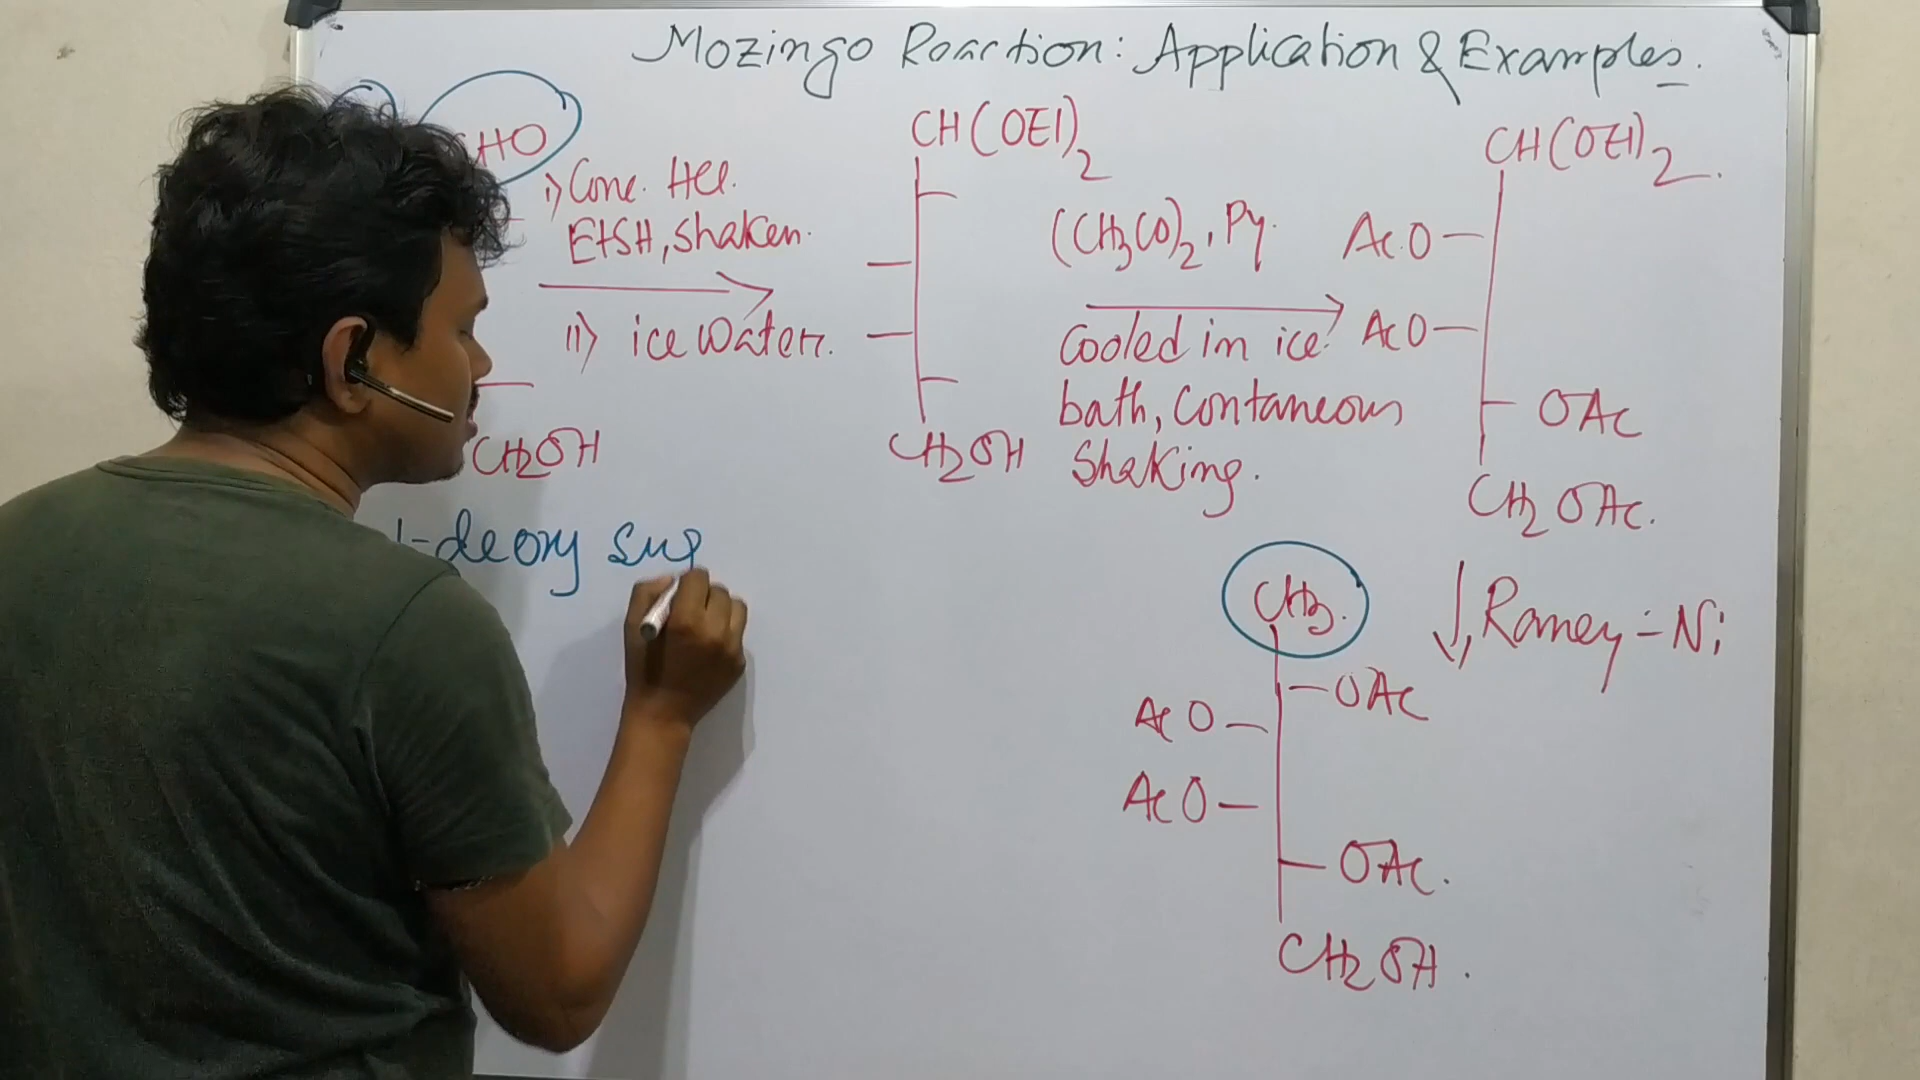 Mozingo Reaction: Application & Examples.
CHO
i) Conc. HCl.
EtSH, Shaken.
ii) ice Water.
CH2OH
CH(OEt)2
CH2OH
(CH3CO)2, Py.
Cooled in ice
bath, Contaneous
Shaking.
CH(OEt)2.
AcO
AcO
OAc
CH2OAc.
Raney-Ni
CH3.
OAc
AcO
AcO
OAc.
CH2OH.
1-deoxy sug